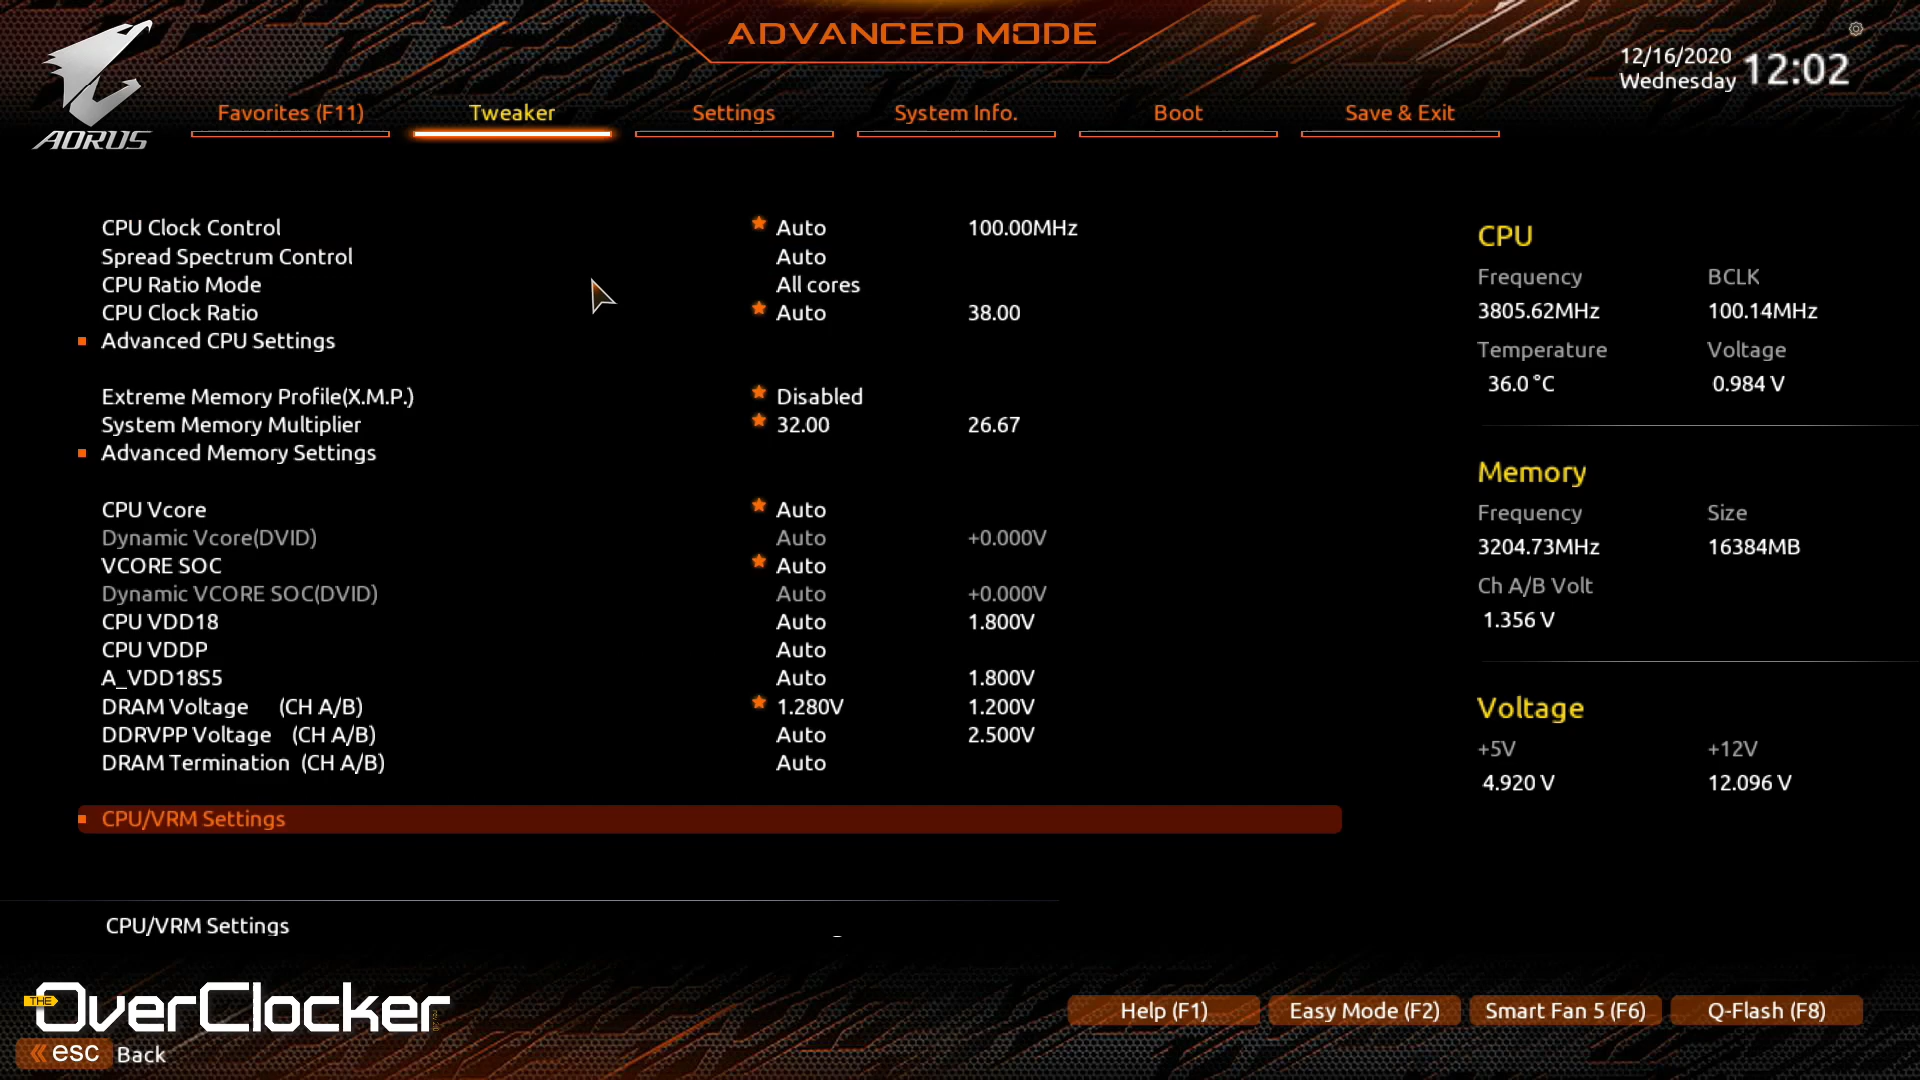 ADVANCED MODE
12/16/2020
Wednesday
12:02
AORUS
Favorites (F11) Tweaker Settings System Info. Boot Save & Exit
CPU Clock Control Auto 100.00MHz
Spread Spectrum Control Auto
CPU Ratio Mode All cores
CPU Clock Ratio Auto 38.00
Advanced CPU Settings
Extreme Memory Profile(X.M.P.) Disabled
System Memory Multiplier 32.00 26.67
Advanced Memory Settings
CPU Vcore Auto
Dynamic Vcore(DVID) Auto +0.000V
VCORE SOC Auto
Dynamic VCORE SOC(DVID) Auto +0.000V
CPU VDD18 Auto 1.800V
CPU VDDP Auto
A_VDD18S5 Auto 1.800V
DRAM Voltage (CH A/B) 1.280V 1.200V
DDRVPP Voltage (CH A/B) Auto 2.500V
DRAM Termination (CH A/B) Auto
CPU/VRM Settings
CPU
Frequency BCLK
3805.62MHz 100.14MHz
Temperature Voltage
36.0 °C 0.984 V
Memory
Frequency Size
3204.73MHz 16384MB
Ch A/B Volt
1.356 V
Voltage
+5V +12V
4.920 V 12.096 V
CPU/VRM Settings
THE OverClocker
Help (F1) Easy Mode (F2) Smart Fan 5 (F6) Q-Flash (F8)
esc Back